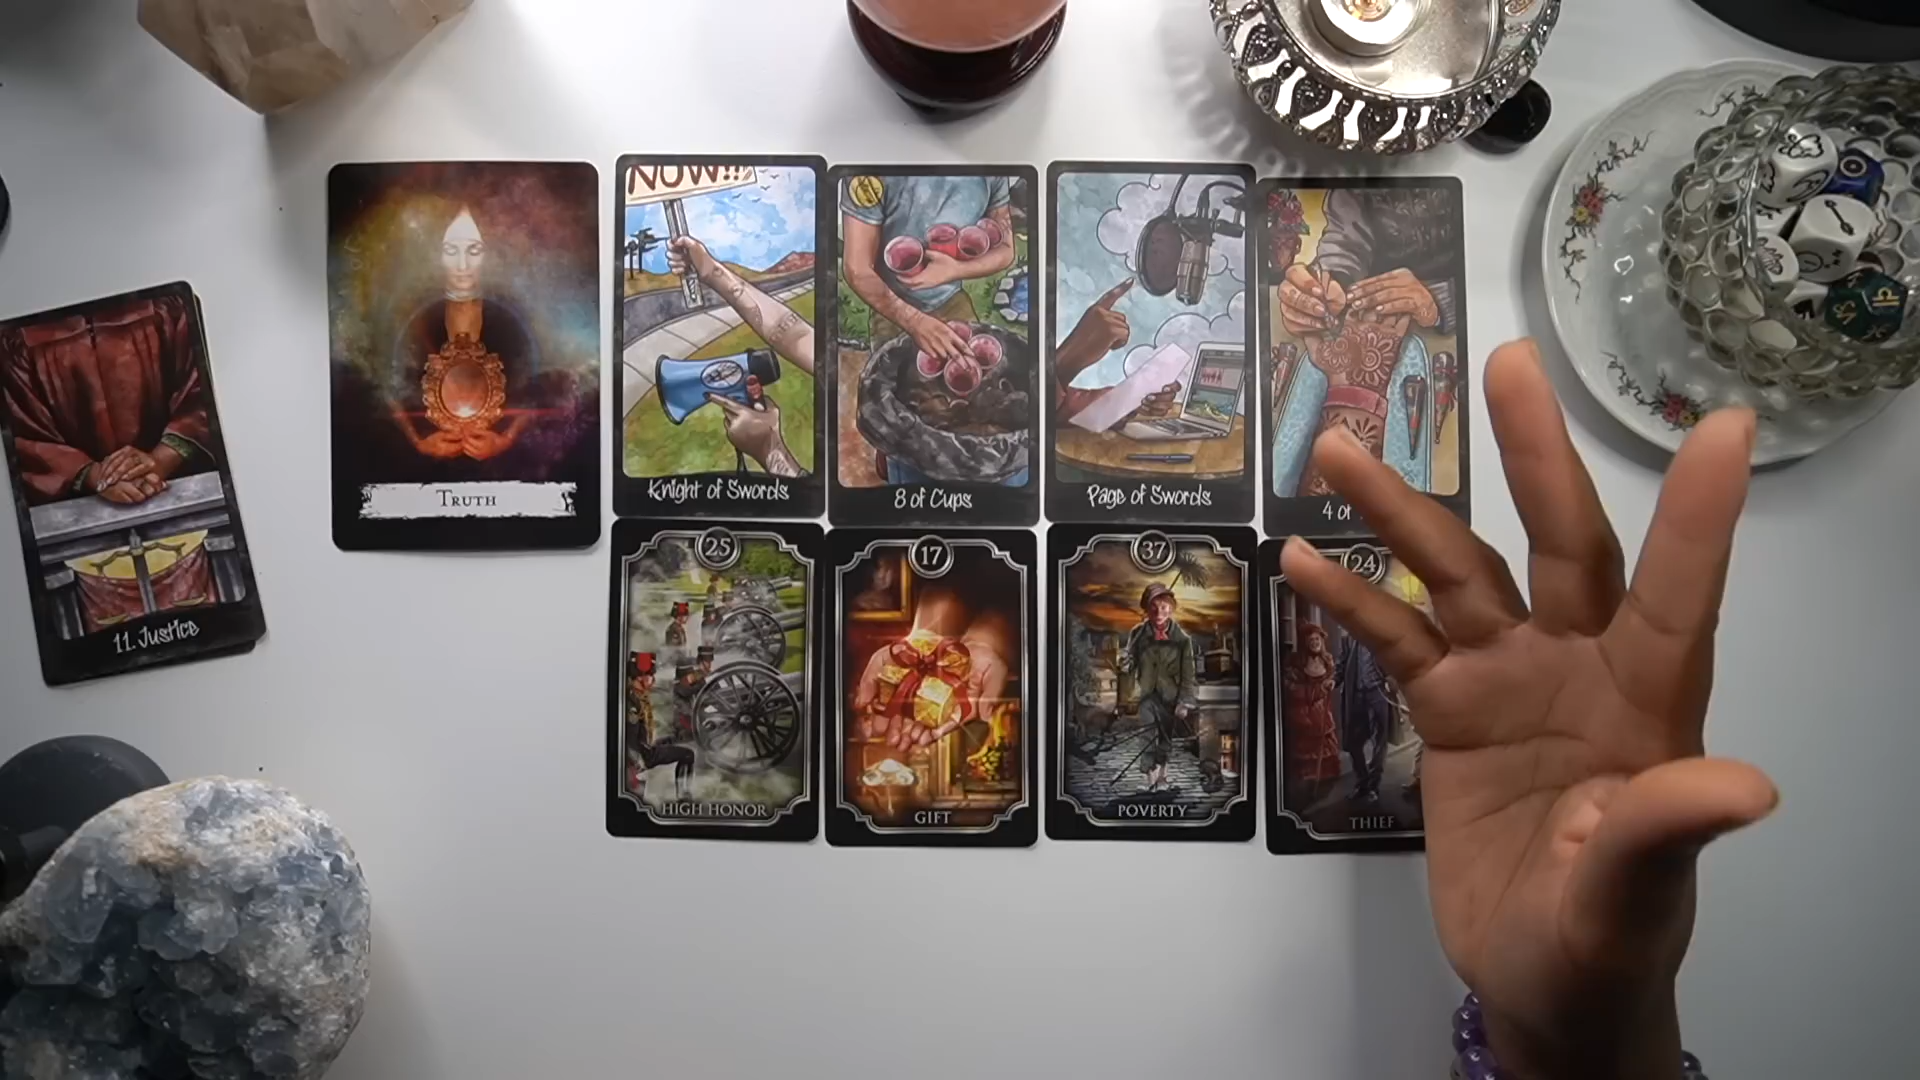 NOW!!!
TRUTH
Knight of Swords
8 of Cups
Page of Swords
4 of
11. Justice
25
17
37
24
HIGH HONOR
GIFT
POVERTY
THIEF